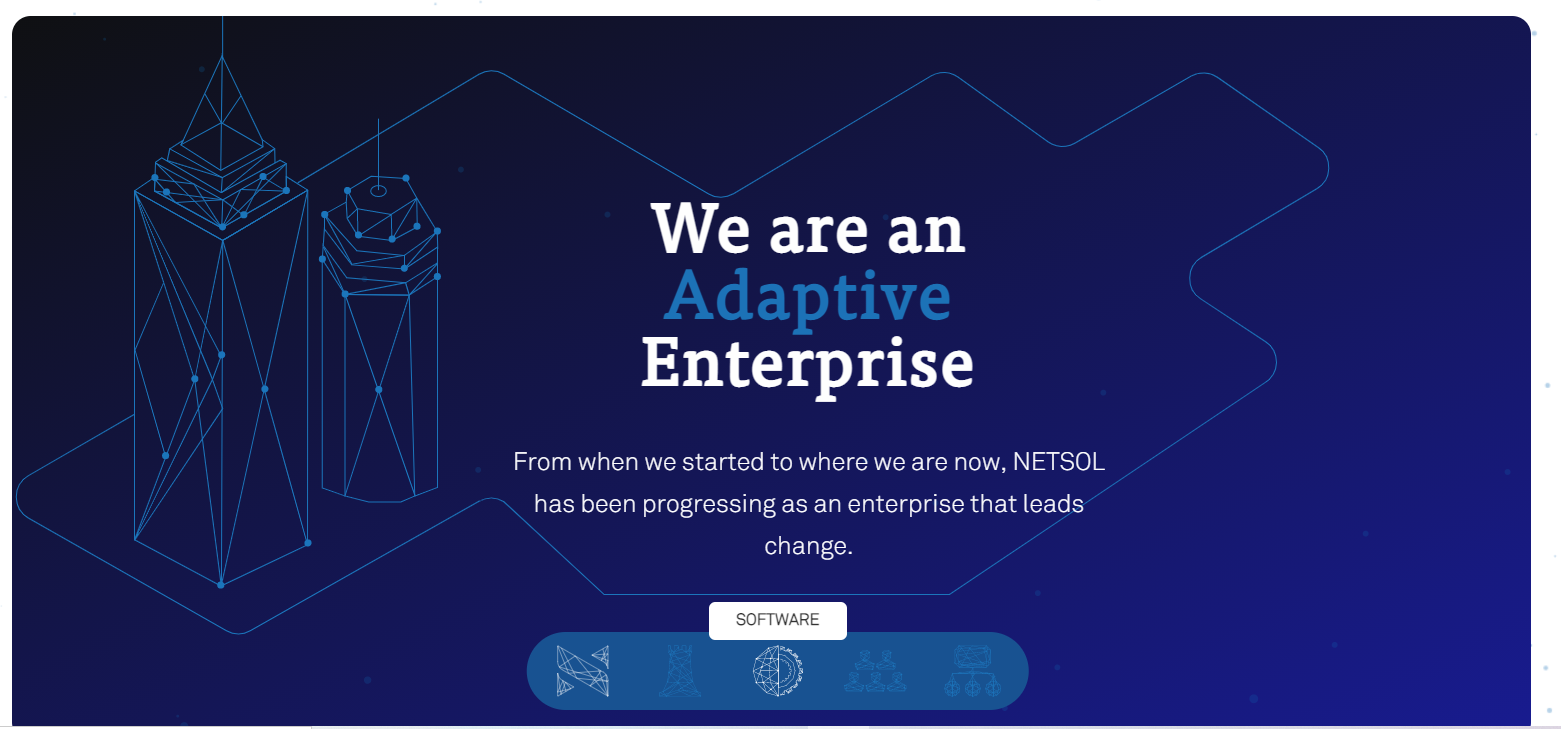 We are an
Adaptive
Enterprise
From when we started to where we are now, NETSOL
has been progressing as an enterprise that leads
change.
SOFTWARE